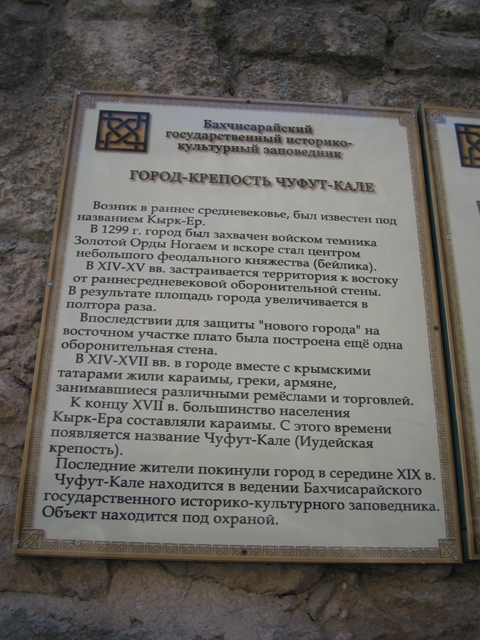 Бахчисарайский
государственный историко-
культурный заповедник
ГОРОД-КРЕПОСТЬ ЧУФУТ-КАЛЕ
Возник в раннее средневековье, был известен под
названием Кырк-Ер.
В 1299 г. город был захвачен войском темника
Золотой Орды Ногаем и вскоре стал центром
небольшого феодального княжества (бейлика).
В XIV-XV вв. застраивается территория к востоку
от раннесредневековой оборонительной стены.
В результате площадь города увеличивается в
полтора раза.
Впоследствии для защиты "нового города" на
восточном участке плато была построена ещё одна
оборонительная стена.
В XIV-XVII вв. в городе вместе с крымскими
татарами жили караимы, греки, армяне,
занимавшиеся различными ремёслами и торговлей.
К концу XVII в. большинство населения
Кырк-Ера составляли караимы. С этого времени
появляется название Чуфут-Кале (Иудейская
крепость).
Последние жители покинули город в середине XIX в.
Чуфут-Кале находится в ведении Бахчисарайского
государственного историко-культурного заповедника.
Объект находится под охраной.